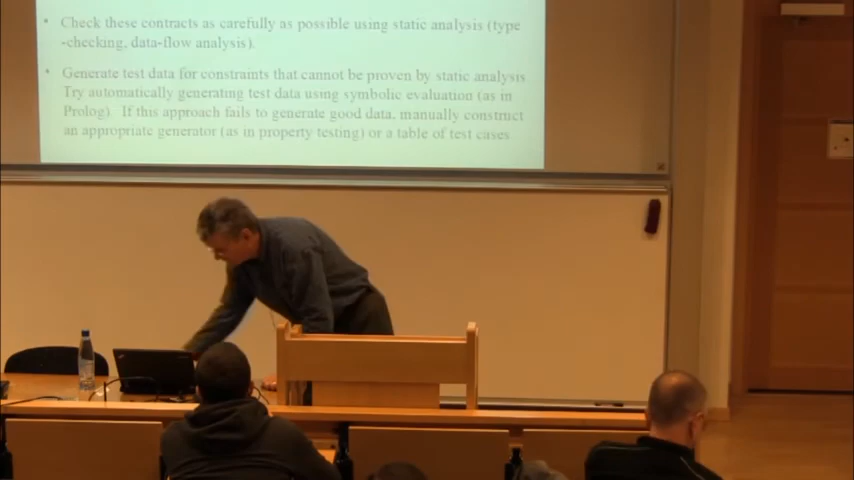 • Check these contracts as carefully as possible using static analysis (type
-checking, data-flow analysis).
• Generate test data for constraints that cannot be proven by static analysis
Try automatically generating test data using symbolic evaluation (as in
Prolog). If this approach fails to generate good data, manually construct
an appropriate generator (as in property testing) or a table of test cases